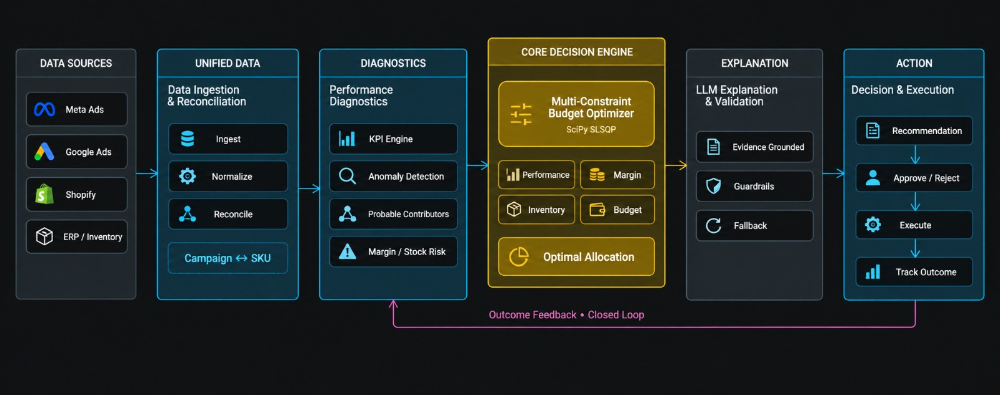 DATA SOURCES
Meta Ads
Google Ads
Shopify
ERP / Inventory
UNIFIED DATA
Data Ingestion
& Reconciliation
Ingest
Normalize
Reconcile
Campaign ↔ SKU
DIAGNOSTICS
Performance
Diagnostics
KPI Engine
Anomaly Detection
Probable Contributors
Margin / Stock Risk
CORE DECISION ENGINE
Multi-Constraint
Budget Optimizer
SciPy SLSQP
Performance
Margin
Inventory
Budget
Optimal Allocation
EXPLANATION
LLM Explanation
& Validation
Evidence Grounded
Guardrails
Fallback
ACTION
Decision & Execution
Recommendation
Approve / Reject
Execute
Track Outcome
Outcome Feedback • Closed Loop